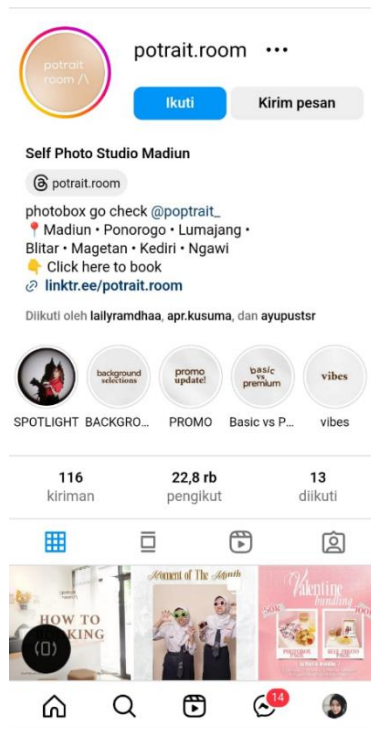 potrait.room
potrait
room /\
Ikuti
Kirim pesan
Self Photo Studio Madiun
potrait.room
photobox go check @poptrait_
📍 Madiun • Ponorogo • Lumajang •
Blitar • Magetan • Kediri • Ngawi
👇 Click here to book
linktr.ee/potrait.room
Diikuti oleh lailyramdhaa, apr.kusuma, dan ayupustsr
background
selections
promo
update!
basic
vs
premium
vibes
SPOTLIGHT
BACKGRO...
PROMO
Basic vs P...
vibes
116
kiriman
22,8 rb
pengikut
13
diikuti
HOW TO
Moment of The Month
Valentine
bundling
PHOTOBOX
SELF PHOTO
14